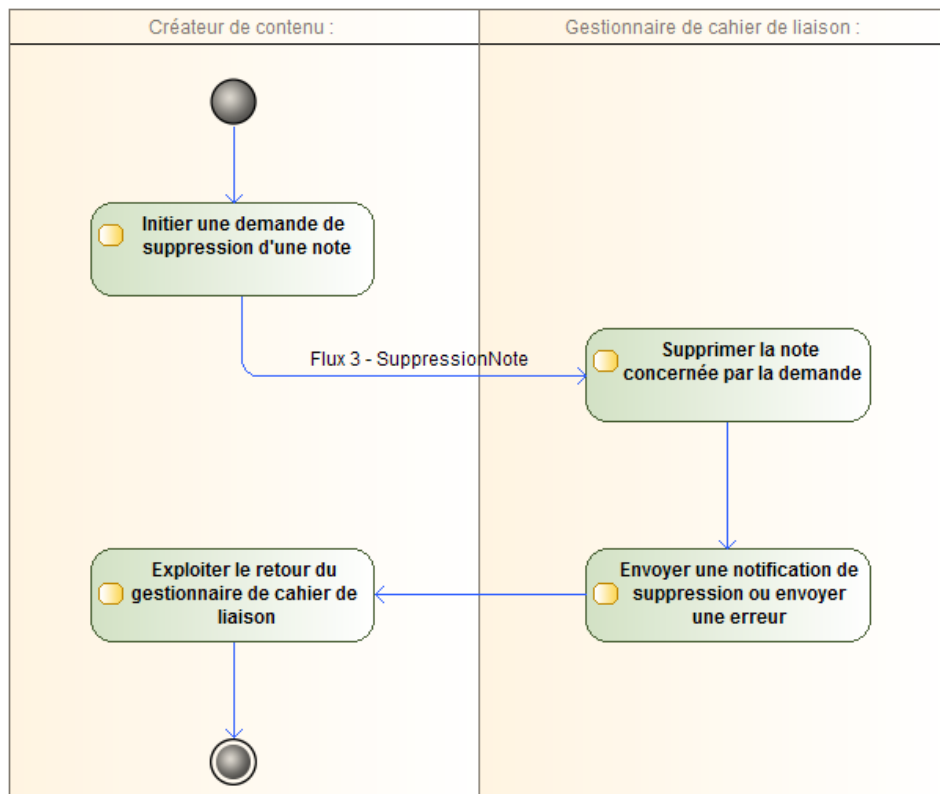 Créateur de contenu :
Gestionnaire de cahier de liaison :
Initier une demande de
suppression d'une note
Flux 3 - SuppressionNote
Supprimer la note
concernée par la demande
Exploiter le retour du
gestionnaire de cahier de
liaison
Envoyer une notification de
suppression ou envoyer
une erreur